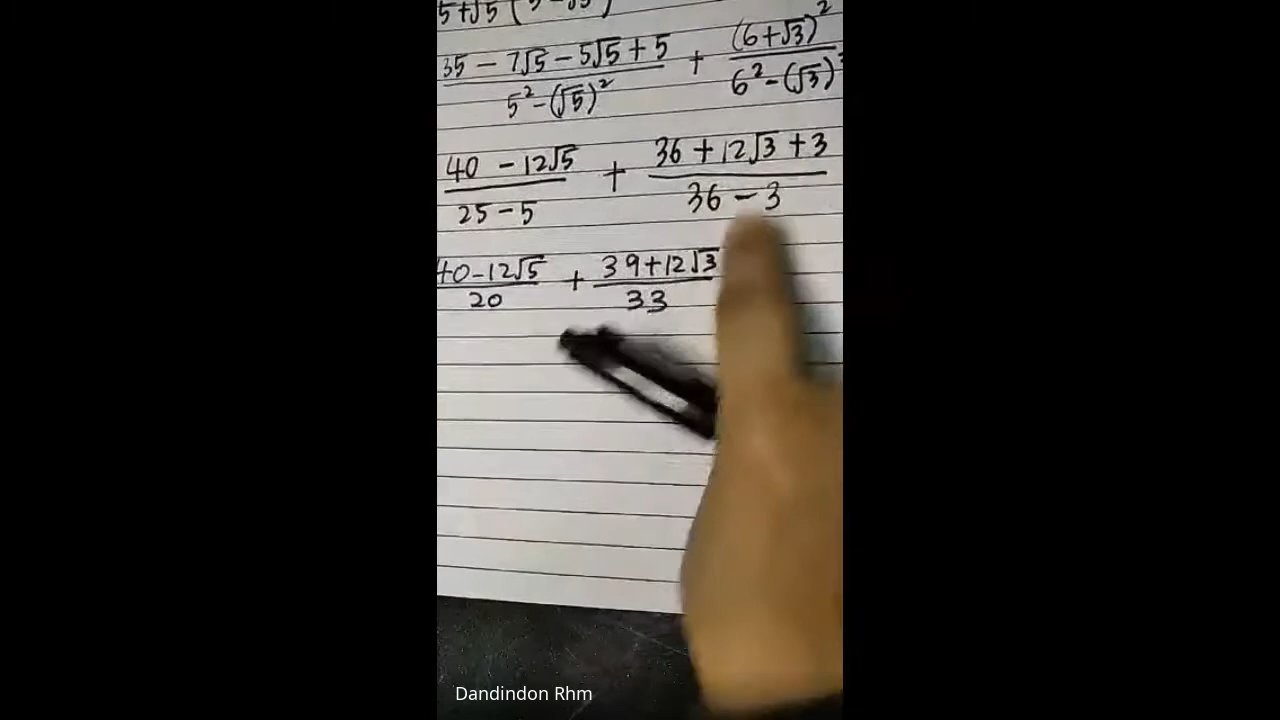 35 - 7√5 - 5√5 + 5 / 5² - (√5)² + (6+√3)² / 6² - (√3)²
40 - 12√5 / 25 - 5 + 36 + 12√3 + 3 / 36 - 3
40 - 12√5 / 20 + 39 + 12√3 / 33
Dandindon Rhm